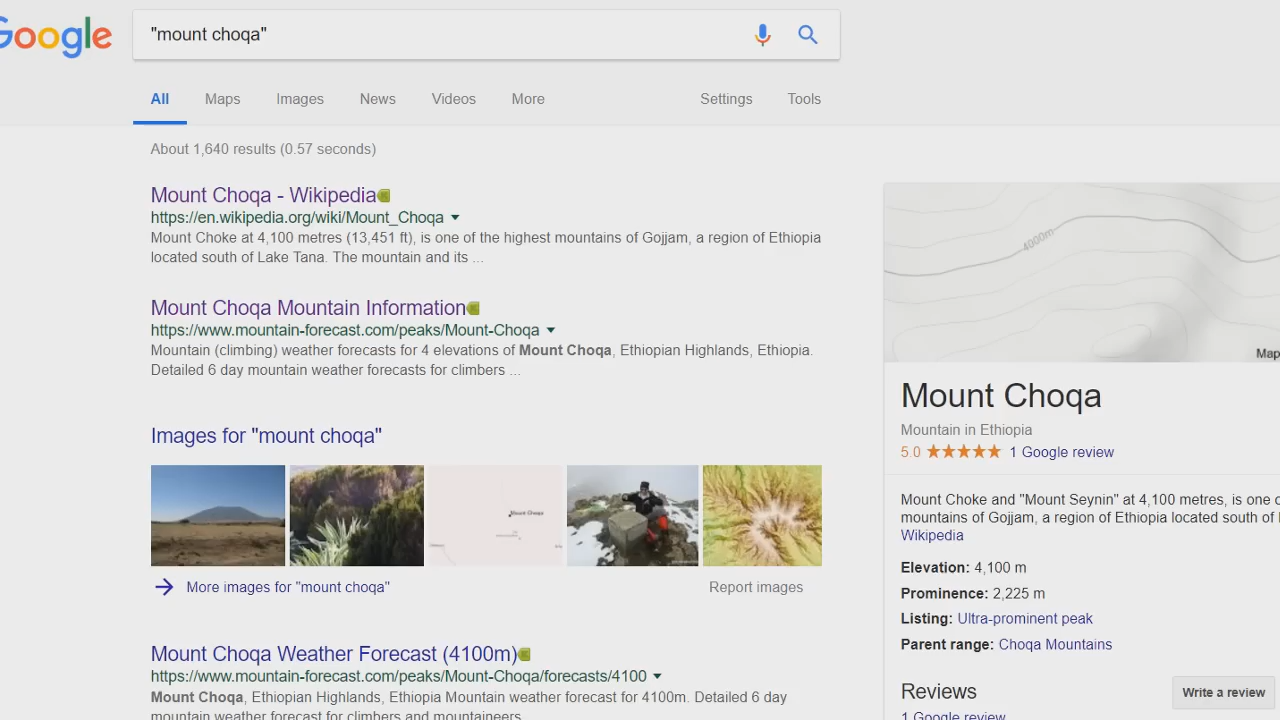 Google
"mount choqa"
All Maps Images News Videos More Settings Tools
About 1,640 results (0.57 seconds)
Mount Choqa - Wikipedia
https://en.wikipedia.org/wiki/Mount_Choqa
Mount Choke at 4,100 metres (13,451 ft), is one of the highest mountains of Gojjam, a region of Ethiopia
located south of Lake Tana. The mountain and its ...
Mount Choqa Mountain Information
https://www.mountain-forecast.com/peaks/Mount-Choqa
Mountain (climbing) weather forecasts for 4 elevations of Mount Choqa, Ethiopian Highlands, Ethiopia.
Detailed 6 day mountain weather forecasts for climbers ...
Images for "mount choqa"
Mount Choqa
More images for "mount choqa"
Report images
Mount Choqa Weather Forecast (4100m)
https://www.mountain-forecast.com/peaks/Mount-Choqa/forecasts/4100
Mount Choqa, Ethiopian Highlands, Ethiopia Mountain weather forecast for 4100m. Detailed 6 day
mountain weather forecast for climbers and mountaineers
4000m
Map
Mount Choqa
Mountain in Ethiopia
5.0 1 Google review
Mount Choke and "Mount Seynin" at 4,100 metres, is one
mountains of Gojjam, a region of Ethiopia located south of
Wikipedia
Elevation: 4,100 m
Prominence: 2,225 m
Listing: Ultra-prominent peak
Parent range: Choqa Mountains
Reviews
Write a review
1 Google review